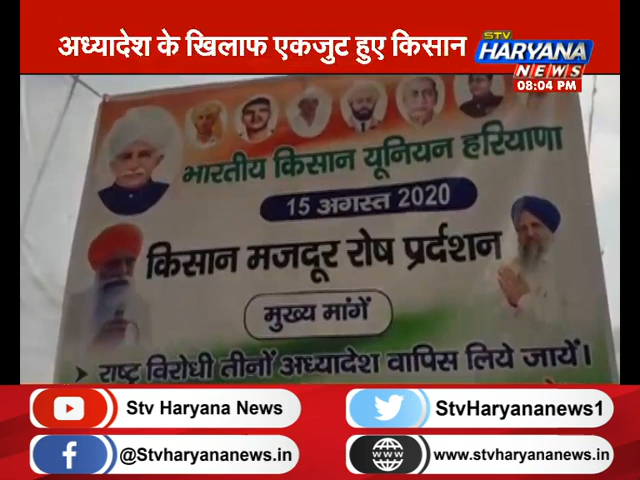 अध्यादेश के खिलाफ एकजुट हुए किसान
STV
HARYANA
NEWS
08:04 PM
भारतीय किसान यूनियन हरियाणा
15 अगस्त 2020
किसान मजदूर रोष प्रर्दशन
मुख्य मांगें
राष्ट्र विरोधी तीनों अध्यादेश वापिस लिये जायें।
Stv Haryana News
StvHaryananews1
@Stvharyananews.in
www.stvharyananews.in